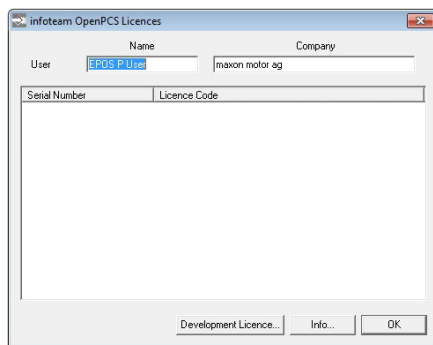 infoteam OpenPCS Licences
Name Company
User EPOS P User maxon motor ag
Serial Number Licence Code
Development Licence... Info... OK